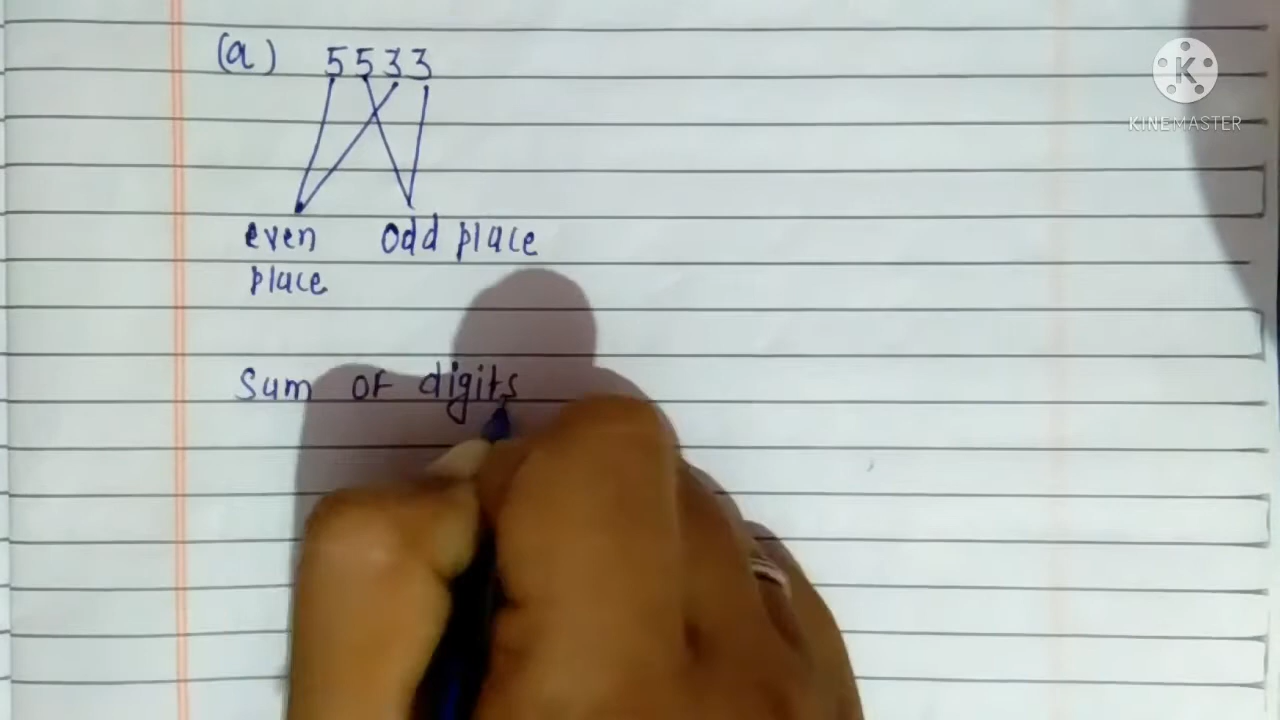 (a) 5533
even odd place
place
Sum of digits
KINEMASTER